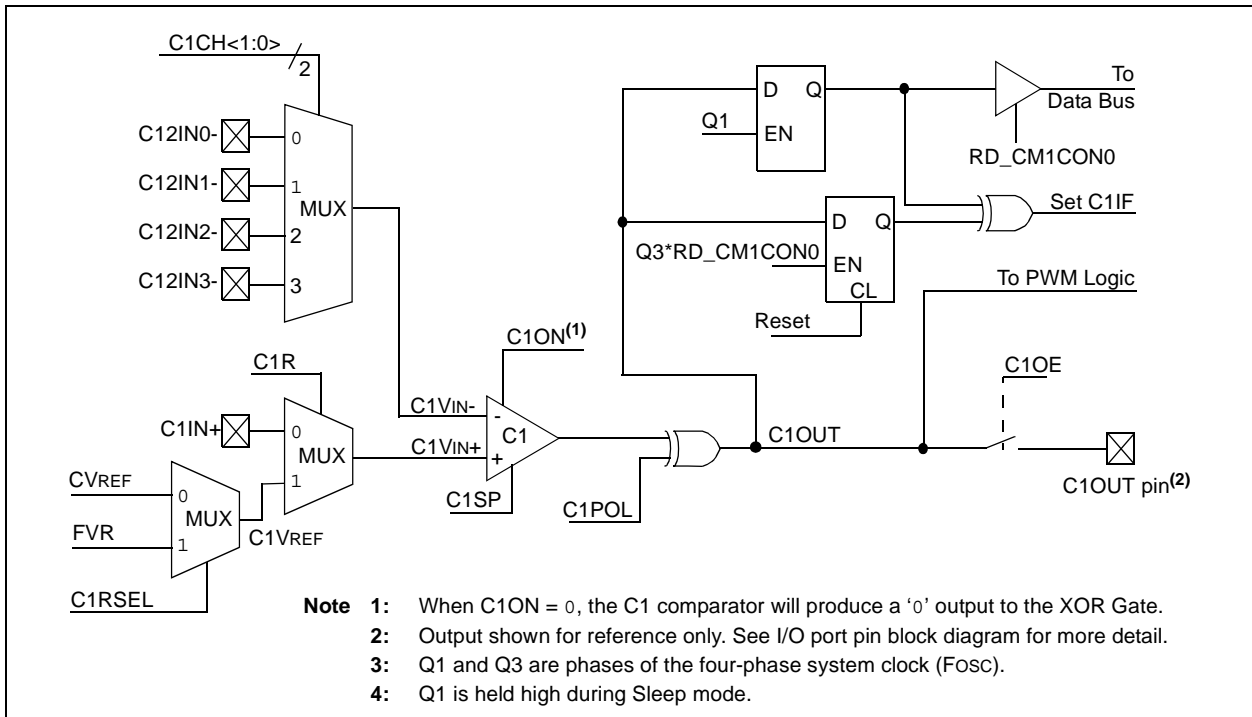 C1CH<1:0>
2
C12IN0-
0
C12IN1-
1
MUX
C12IN2-
2
C12IN3-
3
D Q
Q1
EN
To
Data Bus
RD_CM1CON0
D Q
Q3*RD_CM1CON0
EN
CL
Set C1IF
Reset
To PWM Logic
C1ON(1)
C1R
C1OE
C1VIN-
-
C1IN+
0
MUX
C1VIN+
C1
+
C1OUT
CVREF
0
1
C1SP
C1POL
C1OUT pin(2)
MUX
FVR
1
C1VREF
C1RSEL
Note 1: When C1ON = 0, the C1 comparator will produce a ‘0’ output to the XOR Gate.
2: Output shown for reference only. See I/O port pin block diagram for more detail.
3: Q1 and Q3 are phases of the four-phase system clock (FOSC).
4: Q1 is held high during Sleep mode.